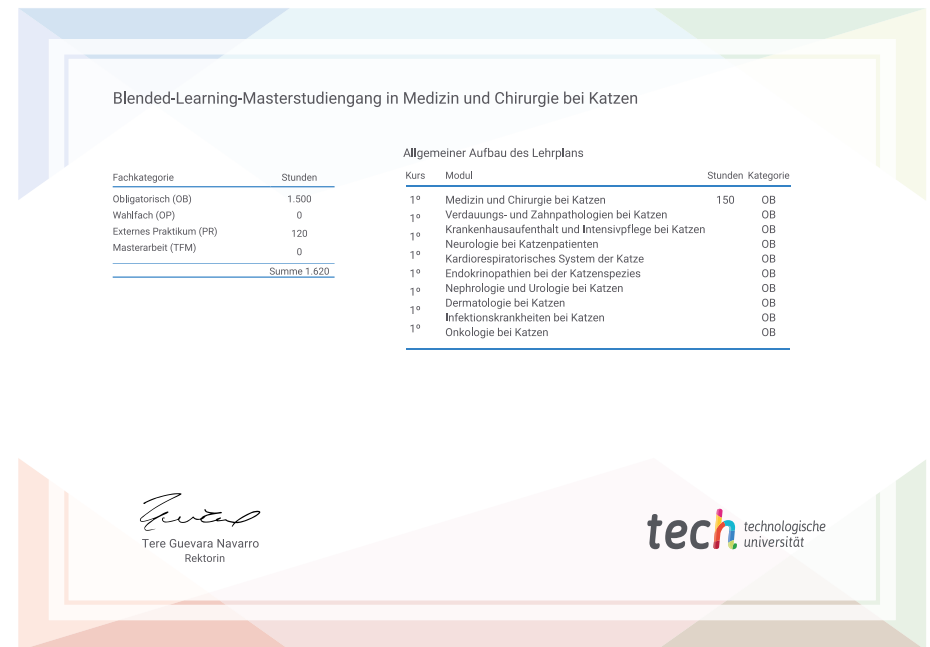 Blended-Learning-Masterstudiengang in Medizin und Chirurgie bei Katzen
Allgemeiner Aufbau des Lehrplans
Fachkategorie Stunden
Obligatorisch (OB) 1.500
Wahlfach (OP) 0
Externes Praktikum (PR) 120
Masterarbeit (TFM) 0
Summe 1.620
Kurs Modul Stunden Kategorie
1º Medizin und Chirurgie bei Katzen 150 OB
1º Verdauungs- und Zahnpathologien bei Katzen OB
1º Krankenhausaufenthalt und Intensivpflege bei Katzen OB
Neurologie bei Katzenpatienten OB
1º Kardiorespiratorisches System der Katze OB
1º Endokrinopathien bei der Katzenspezies OB
1º Nephrologie und Urologie bei Katzen OB
1º Dermatologie bei Katzen OB
1º Infektionskrankheiten bei Katzen OB
Onkologie bei Katzen OB
Tere Guevara Navarro
Rektorin
tech technologische
universität